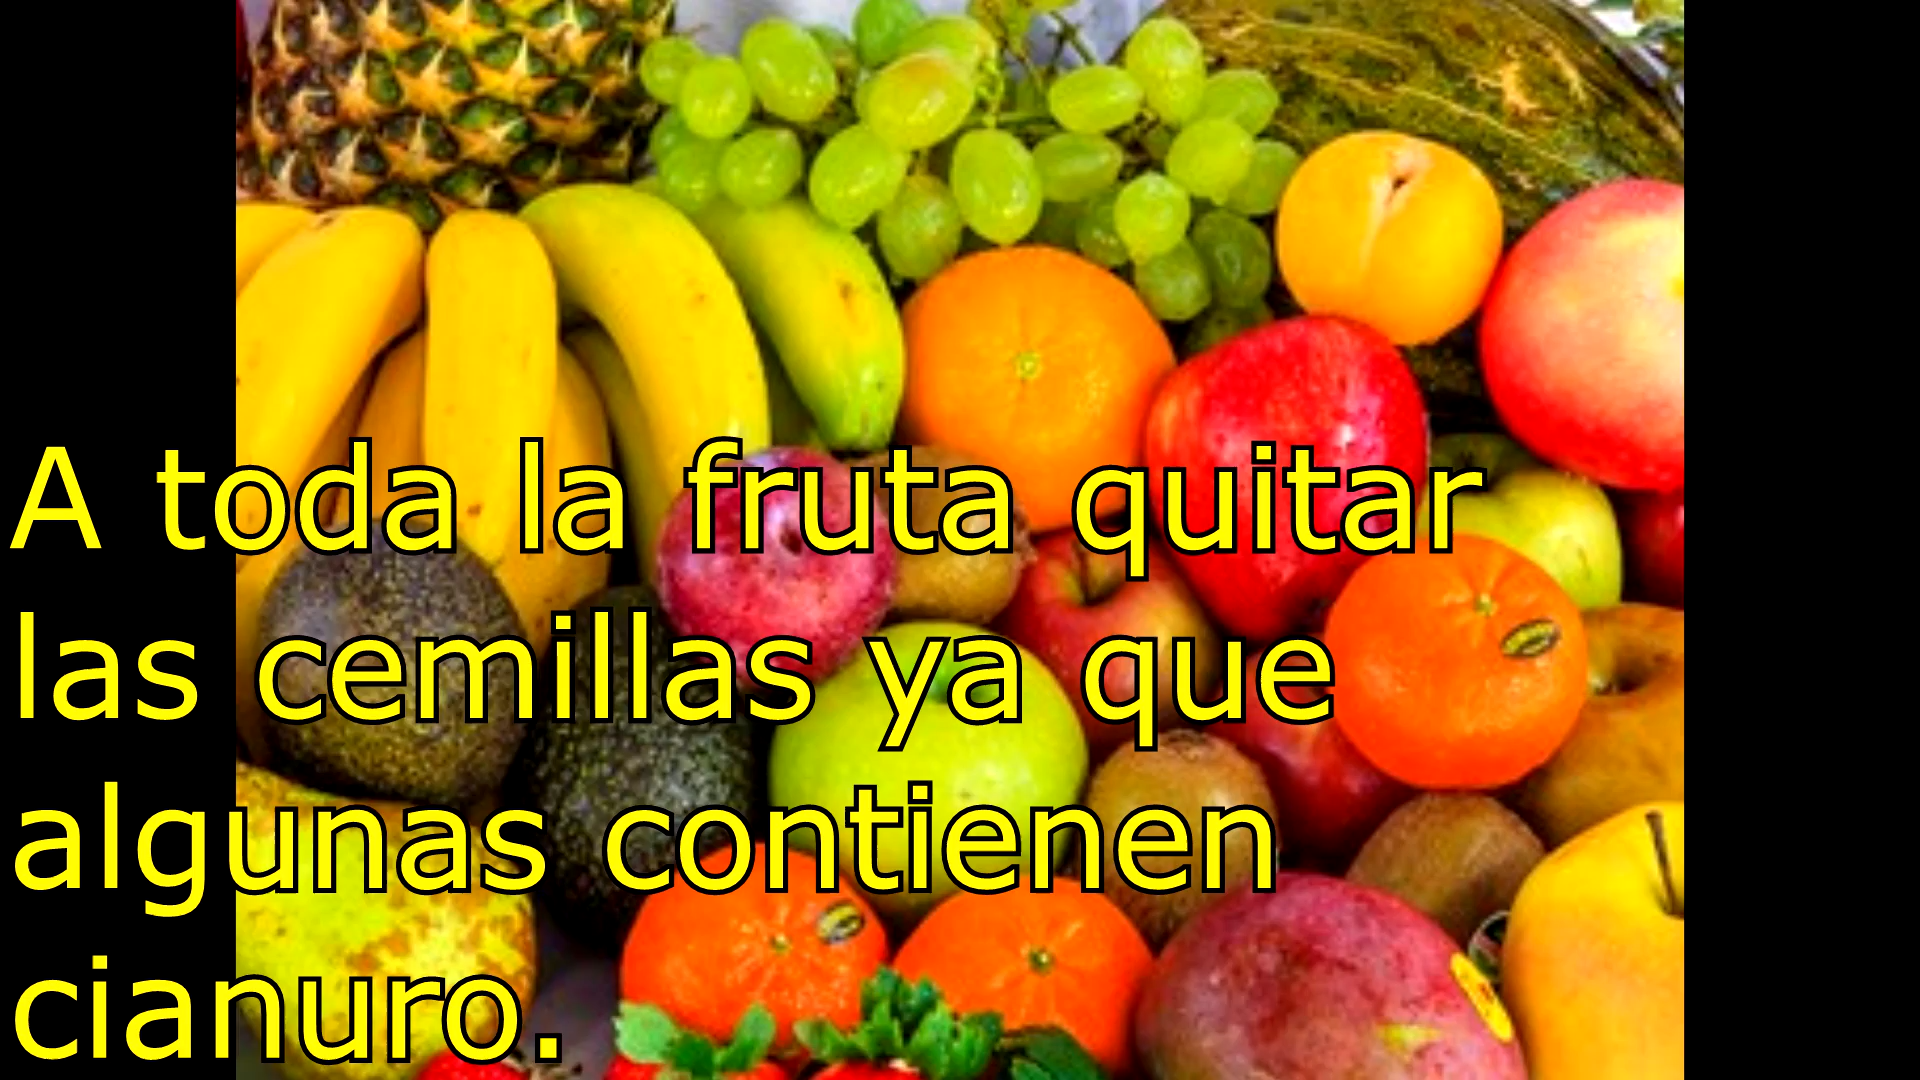 A toda la fruta quitar
las cemillas ya que
algunas contienen
cianuro.